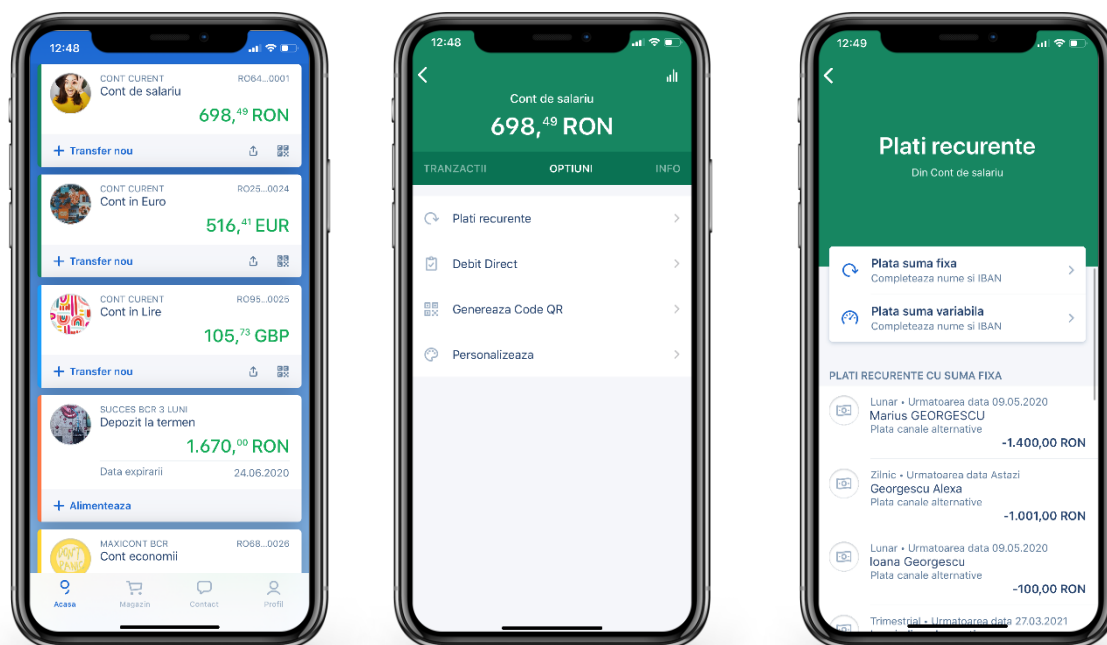 12:48
CONT CURENT RO64...0001
Cont de salariu
698,⁴⁹ RON
+ Transfer nou
CONT CURENT RO25...0024
Cont in Euro
516,⁴¹ EUR
+ Transfer nou
CONT CURENT RO95...0025
Cont in Lire
105,⁷³ GBP
+ Transfer nou
SUCCES BCR 3 LUNI
Depozit la termen
1.670,⁰⁰ RON
Data expirarii 24.06.2020
+ Alimenteaza
MAXICONT BCR RO68...0026
Cont economii
DON'T
PANIC
Acasa Magazin Contact Profil
12:48
Cont de salariu
698,⁴⁹ RON
TRANZACTII OPTIUNI INFO
Plati recurente
Debit Direct
Genereaza Code QR
Personalizeaza
12:49
Plati recurente
Din Cont de salariu
Plata suma fixa
Completeaza nume si IBAN
Plata suma variabila
Completeaza nume si IBAN
PLATI RECURENTE CU SUMA FIXA
Lunar • Urmatoarea data 09.05.2020
Marius GEORGESCU
Plata canale alternative
-1.400,00 RON
Zilnic • Urmatoarea data Astazi
Georgescu Alexa
Plata canale alternative
-1.001,00 RON
Lunar • Urmatoarea data 09.05.2020
Ioana Georgescu
Plata canale alternative
-100,00 RON
Trimestrial • Urmatoarea data 27.03.2021